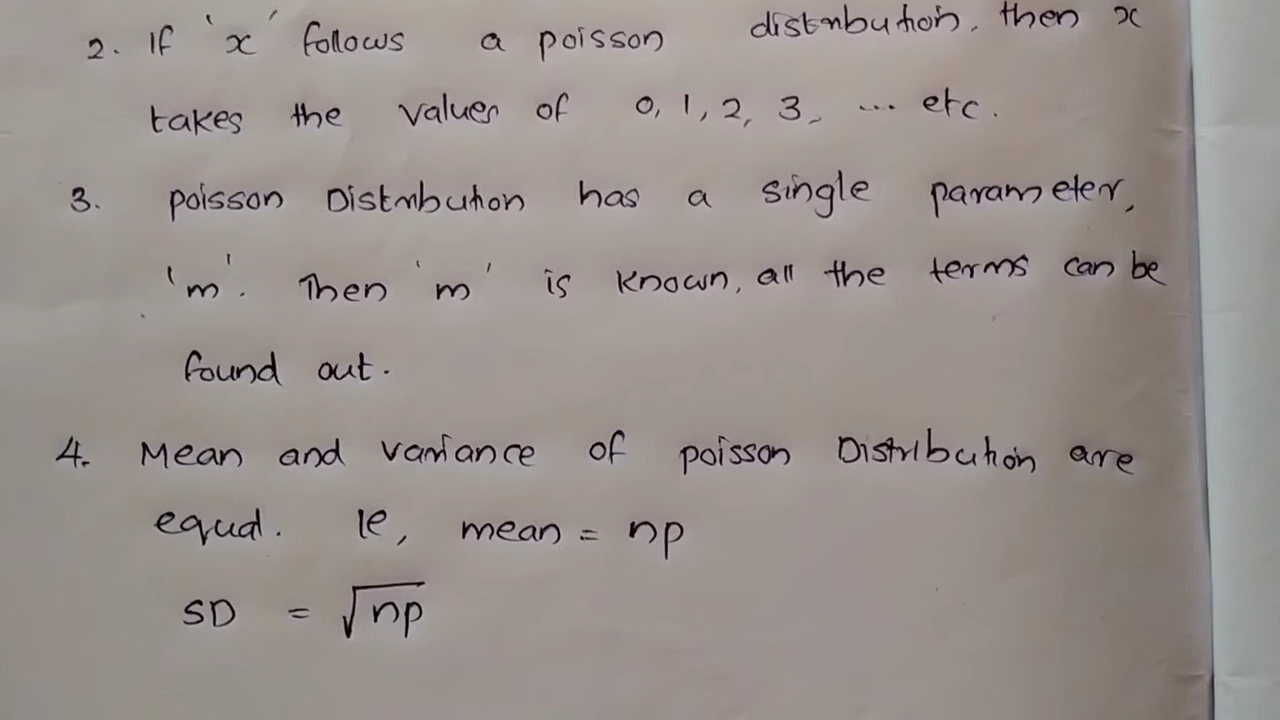 2. If 'x' follows a poisson distribution, then x
takes the values of 0, 1, 2, 3, ... etc.
3. poisson Distribution has a single parameter,
'm'. Then 'm' is known, all the terms can be
found out.
4. Mean and variance of poisson Distribution are
equal. Ie, mean = np
SD = √np